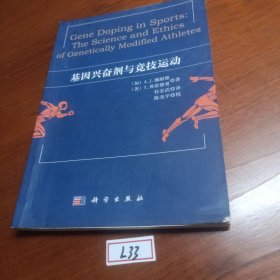 Gene Doping in Sports:
The Science and Ethics
of Genetically Modified Athletes
基因兴奋剂与竞技运动
科学出版社
L33